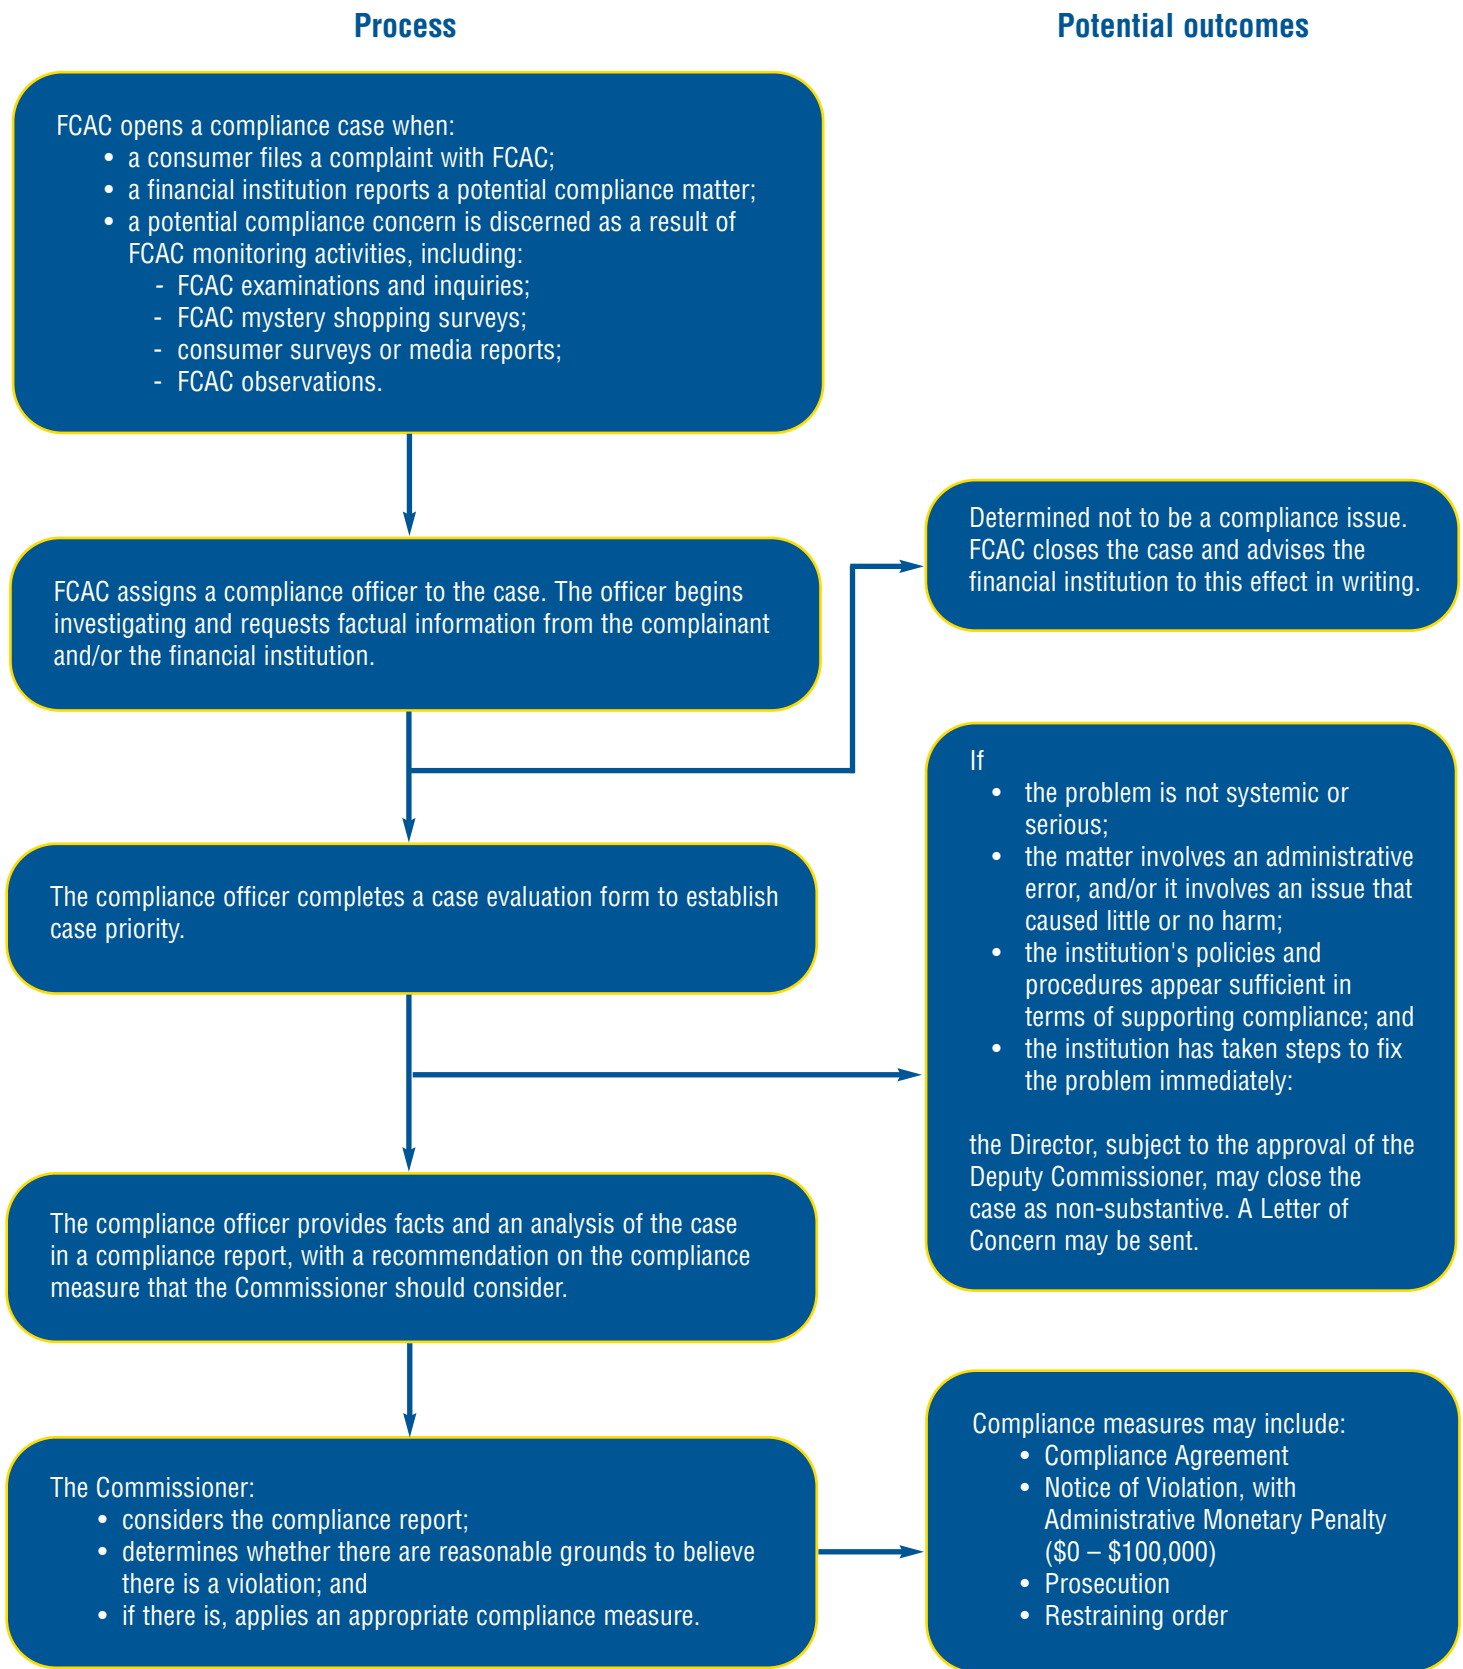 Process
Potential outcomes
FCAC opens a compliance case when:
• a consumer files a complaint with FCAC;
• a financial institution reports a potential compliance matter;
• a potential compliance concern is discerned as a result of
FCAC monitoring activities, including:
- FCAC examinations and inquiries;
- FCAC mystery shopping surveys;
- consumer surveys or media reports;
- FCAC observations.
FCAC assigns a compliance officer to the case. The officer begins
investigating and requests factual information from the complainant
and/or the financial institution.
Determined not to be a compliance issue.
FCAC closes the case and advises the
financial institution to this effect in writing.
The compliance officer completes a case evaluation form to establish
case priority.
If
• the problem is not systemic or
serious;
• the matter involves an administrative
error, and/or it involves an issue that
caused little or no harm;
• the institution's policies and
procedures appear sufficient in
terms of supporting compliance; and
• the institution has taken steps to fix
the problem immediately:
the Director, subject to the approval of the
Deputy Commissioner, may close the
case as non-substantive. A Letter of
Concern may be sent.
The compliance officer provides facts and an analysis of the case
in a compliance report, with a recommendation on the compliance
measure that the Commissioner should consider.
The Commissioner:
• considers the compliance report;
• determines whether there are reasonable grounds to believe
there is a violation; and
• if there is, applies an appropriate compliance measure.
Compliance measures may include:
• Compliance Agreement
• Notice of Violation, with
Administrative Monetary Penalty
($0 – $100,000)
• Prosecution
• Restraining order